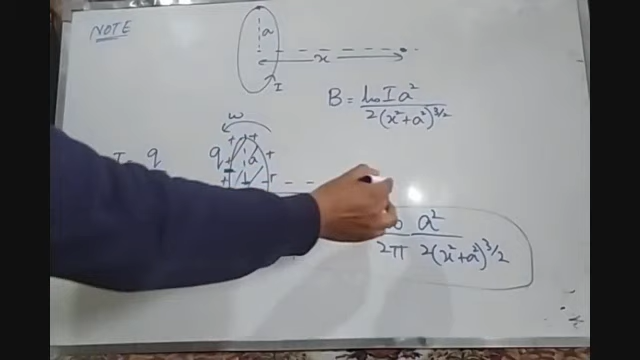 NOTE
a
x
I
B = μ₀Ia² / 2(x²+a²)^3/2
ω
+ + +
q
q a +
a²
2π 2(x²+a²)^3/2